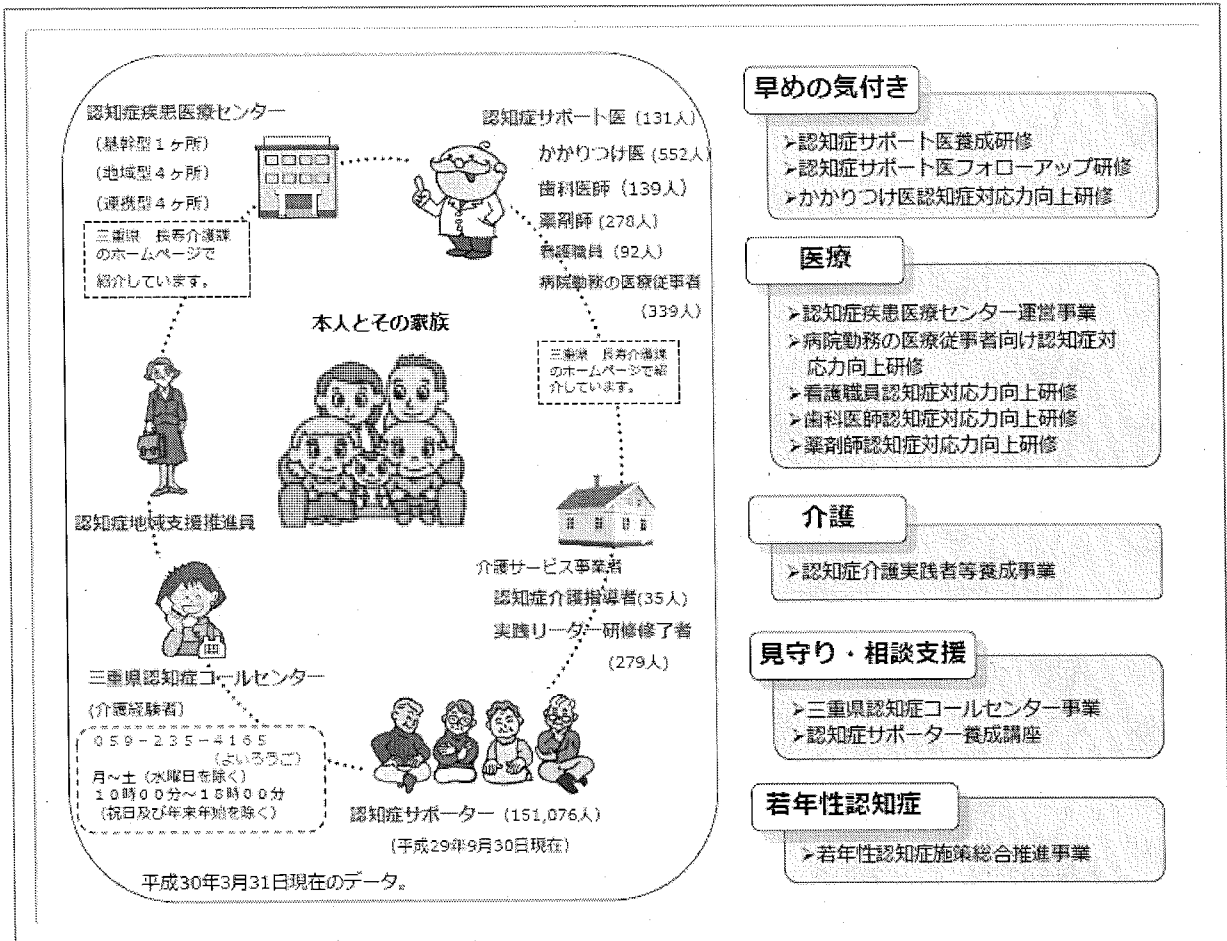 認知症疾患医療センター
(基幹型1ヶ所)
(地域型4ヶ所)
(連携型4ヶ所)
三重県 長寿介護課
のホームページで
紹介しています。
認知症サポート医 (131人)
かかりつけ医 (552人)
歯科医師 (139人)
薬剤師 (278人)
看護職員 (92人)
病院勤務の医療従事者
(339人)
三重県 長寿介護課
のホームページで紹
介しています。
本人とその家族
認知症地域支援推進員
介護サービス事業者
認知症介護指導者(35人)
実践リーダー研修修了者
(279人)
三重県認知症コールセンター
(介護経験者)
059-235-4165
(よいろうご)
月～土 (水曜日を除く)
10時00分～18時00分
(祝日及び年末年始を除く)
認知症サポーター (151,076人)
(平成29年9月30日現在)
平成30年3月31日現在のデータ。
早めの気付き
➢認知症サポート医養成研修
➢認知症サポート医フォローアップ研修
➢かかりつけ医認知症対応力向上研修
医療
➢認知症疾患医療センター運営事業
➢病院勤務の医療従事者向け認知症対
応力向上研修
➢看護職員認知症対応力向上研修
➢歯科医師認知症対応力向上研修
➢薬剤師認知症対応力向上研修
介護
➢認知症介護実践者等養成事業
見守り・相談支援
➢三重県認知症コールセンター事業
➢認知症サポーター養成講座
若年性認知症
➢若年性認知症施策総合推進事業